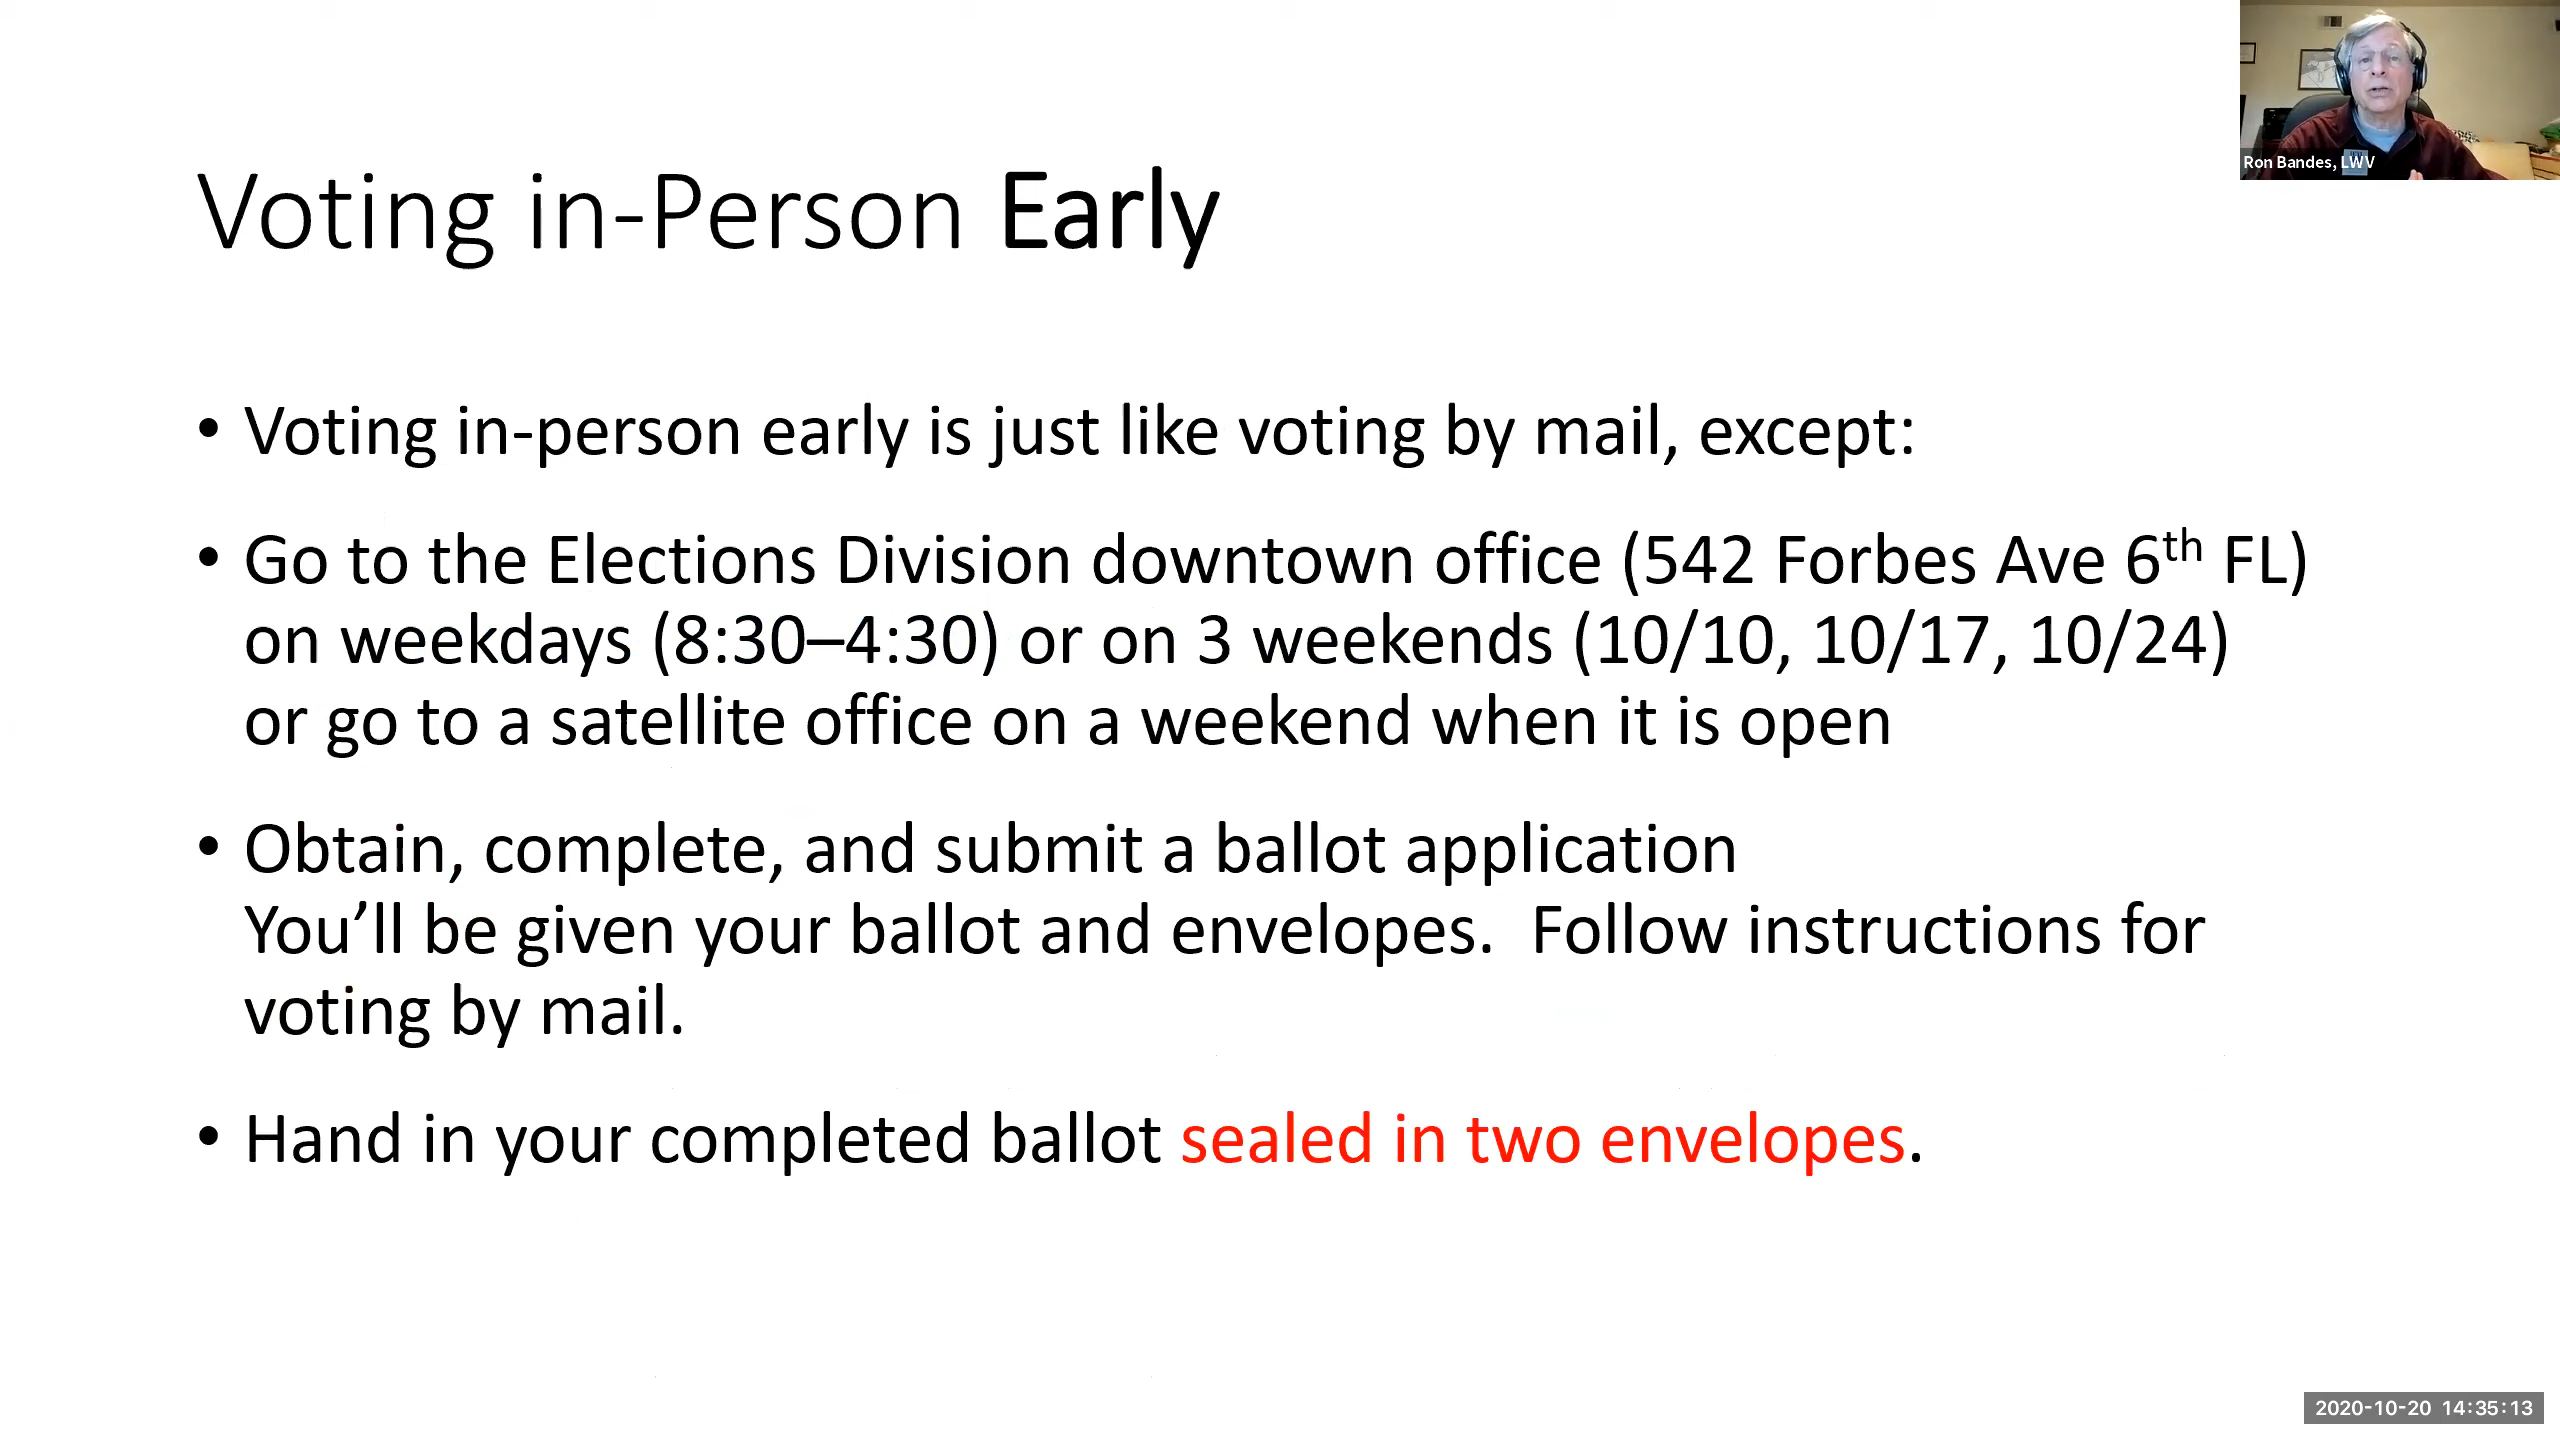 Ron Bandes, LWV
Voting in-Person Early
• Voting in-person early is just like voting by mail, except:
• Go to the Elections Division downtown office (542 Forbes Ave 6th FL)
on weekdays (8:30–4:30) or on 3 weekends (10/10, 10/17, 10/24)
or go to a satellite office on a weekend when it is open
• Obtain, complete, and submit a ballot application
You’ll be given your ballot and envelopes.  Follow instructions for
voting by mail.
• Hand in your completed ballot sealed in two envelopes.
2020-10-20 14:35:13